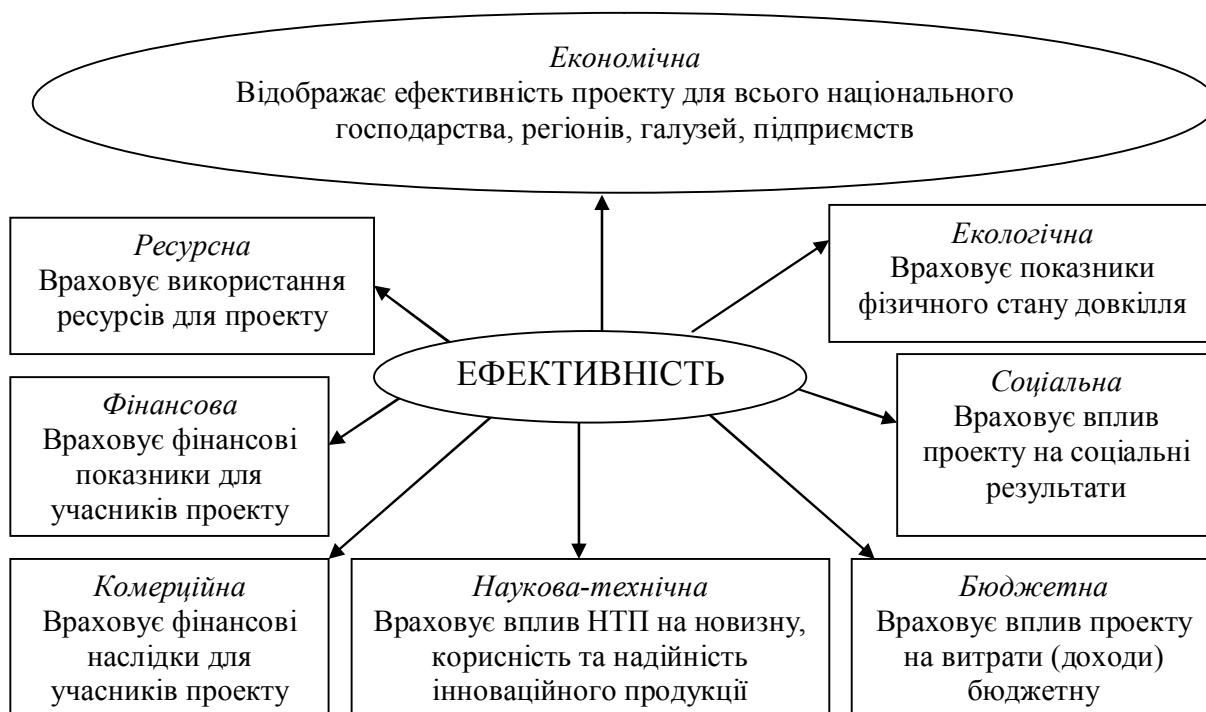 Економічна
Відображає ефективність проекту для всього національного
господарства, регіонів, галузей, підприємств
Ресурсна
Враховує використання
ресурсів для проекту
Екологічна
Враховує показники
фізичного стану довкілля
ЕФЕКТИВНІСТЬ
Фінансова
Враховує фінансові
показники для
учасників проекту
Соціальна
Враховує вплив
проекту на соціальні
результати
Комерційна
Враховує фінансові
наслідки для
учасників проекту
Наукова-технічна
Враховує вплив НТП на новизну,
корисність та надійність
інноваційного продукції
Бюджетна
Враховує вплив проекту
на витрати (доходи)
бюджетну